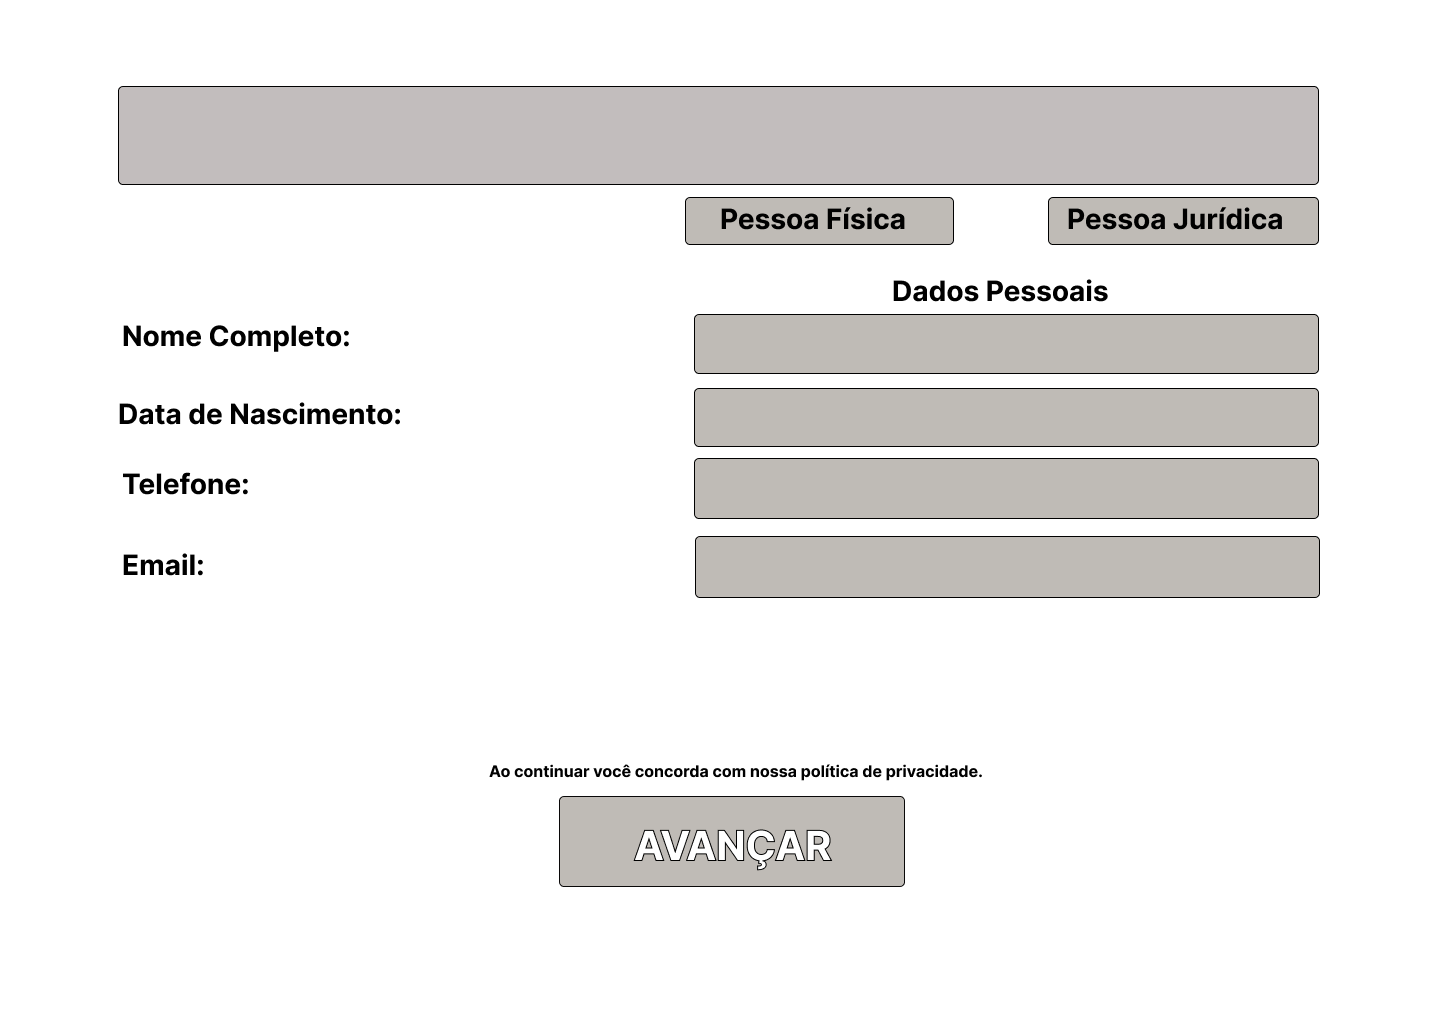 Pessoa Física
Pessoa Jurídica
Dados Pessoais
Nome Completo:
Data de Nascimento:
Telefone:
Email:
Ao continuar você concorda com nossa política de privacidade.
AVANÇAR